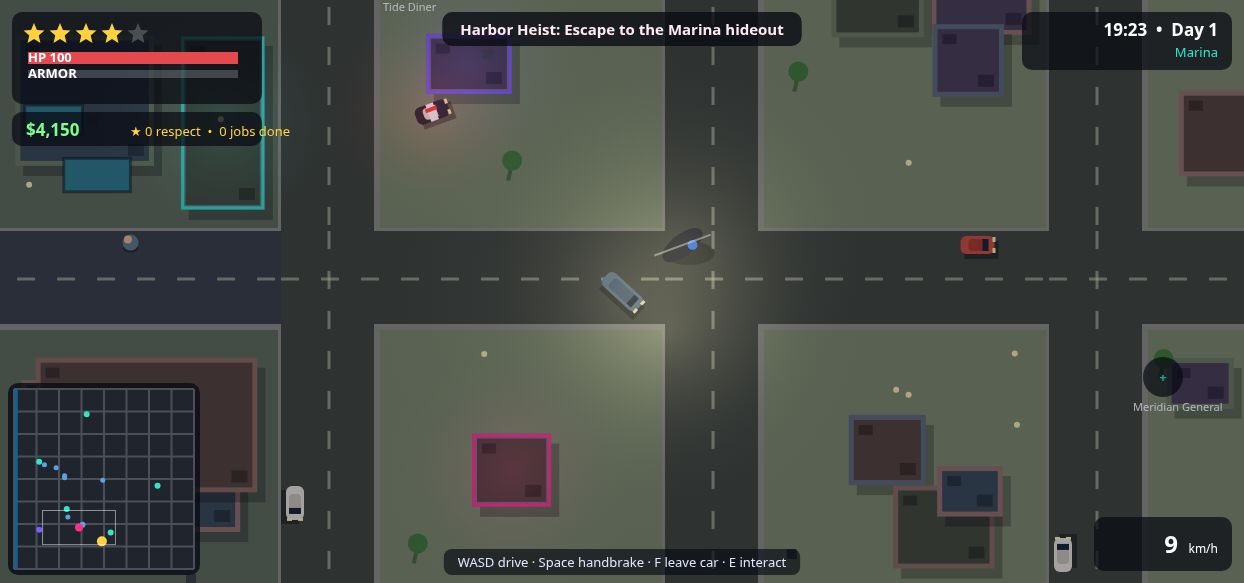 Tide Diner
Harbor Heist: Escape to the Marina hideout
19:23 • Day 1
Marina
HP 100
ARMOR
$4,150
★ 0 respect • 0 jobs done
Meridian General
WASD drive · Space handbrake · F leave car · E interact
9 km/h